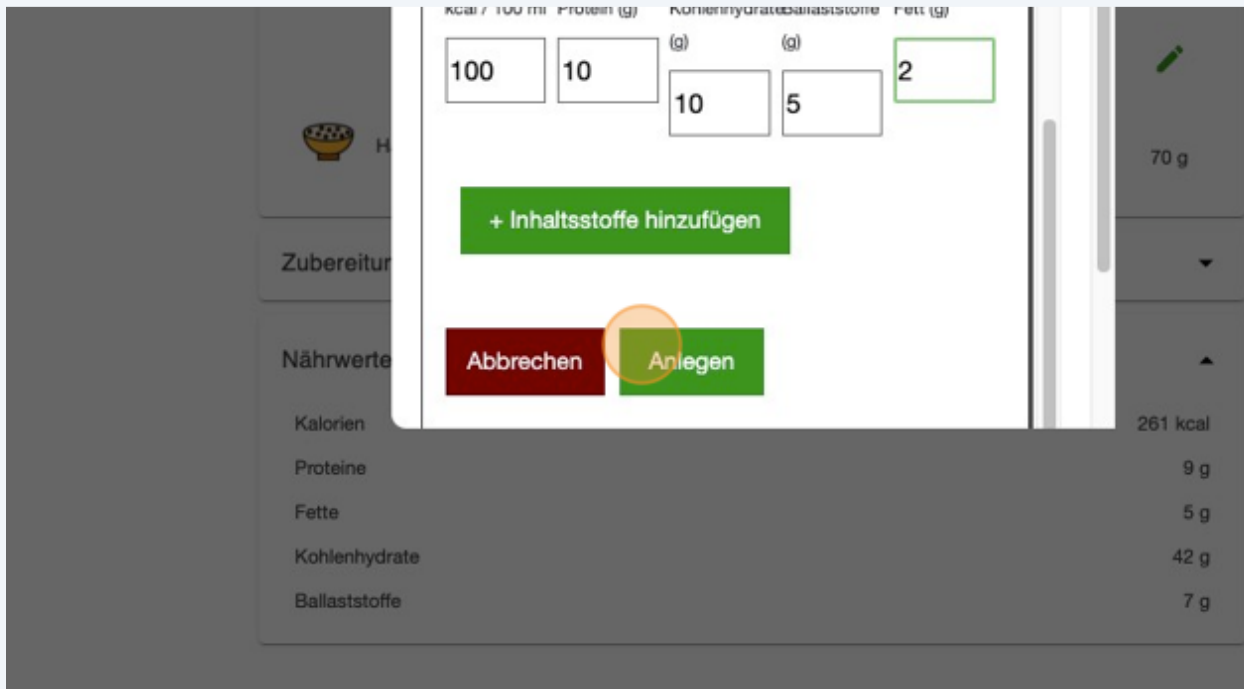 kcal / 100 ml Protein (g) Kohlenhydrate Ballaststoffe Fett (g)
(g) (g)
100 10 2
10 5
H
70 g
+ Inhaltsstoffe hinzufügen
Zubereitun
Abbrechen Anlegen
Nährwerte
Kalorien 261 kcal
Proteine 9 g
Fette 5 g
Kohlenhydrate 42 g
Ballaststoffe 7 g